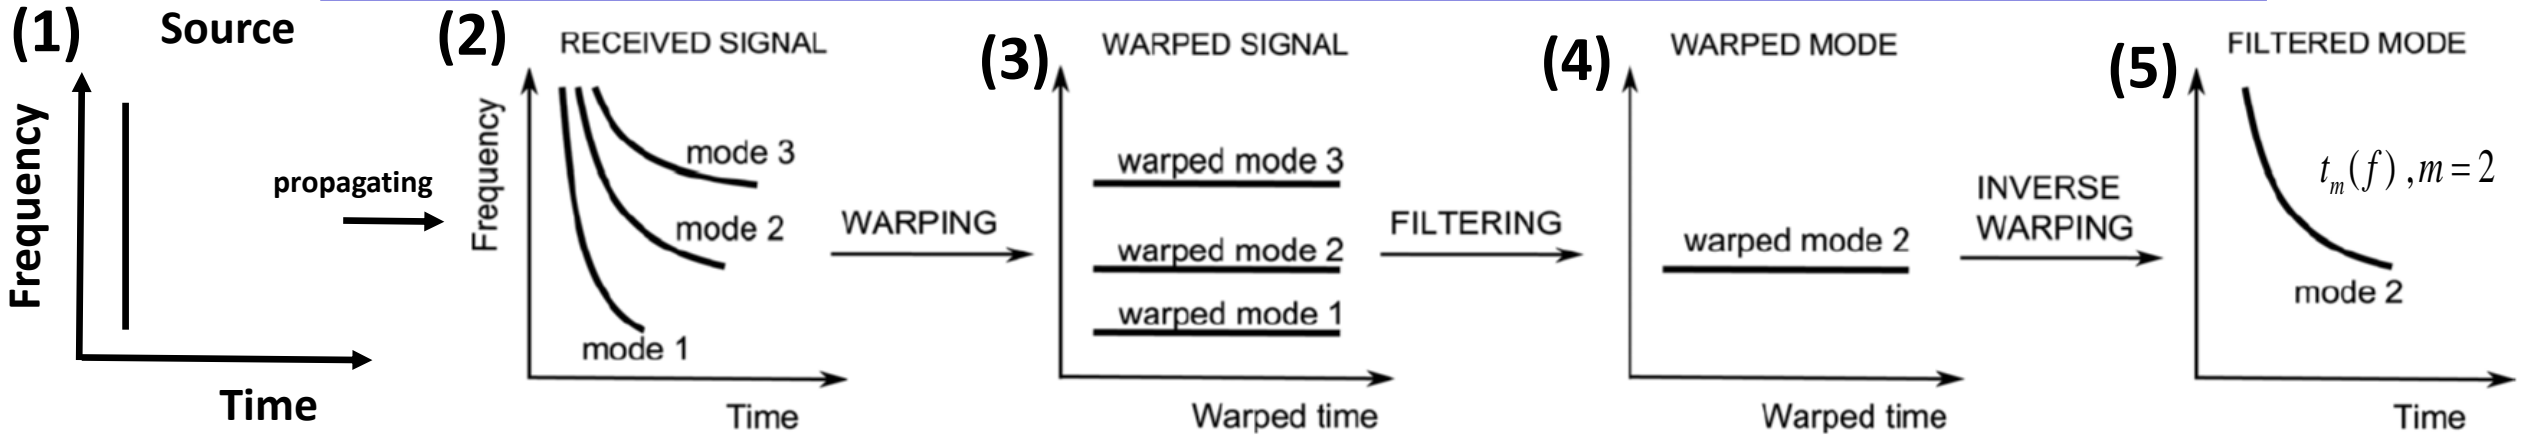 (1)
Source
Frequency
Time
propagating
(2)
RECEIVED SIGNAL
Frequency
mode 3
mode 2
mode 1
Time
WARPING
(3)
WARPED SIGNAL
warped mode 3
warped mode 2
warped mode 1
Warped time
FILTERING
(4)
WARPED MODE
warped mode 2
Warped time
INVERSE
WARPING
(5)
FILTERED MODE
t_m(f), m = 2
mode 2
Time